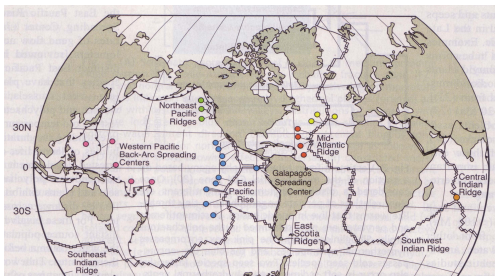 Northeast
Pacific
Ridges
30N
Western Pacific
Back-Arc Spreading
Centers
Mid-
Atlantic
Ridge
0
Galapagos
Spreading
Center
East
Pacific
Rise
Central
Indian
Ridge
30S
East
Scotia
Ridge
Southwest
Indian Ridge
Southeast
Indian
Ridge